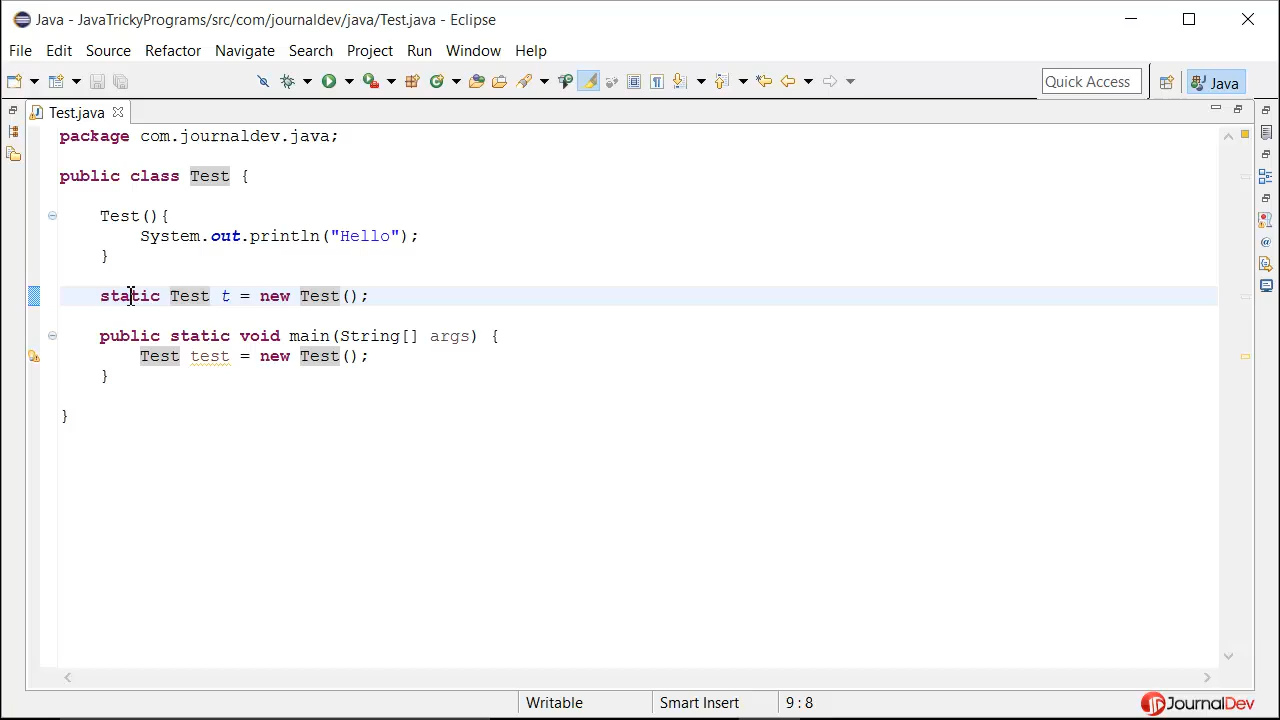 Java - JavaTrickyPrograms/src/com/journaldev/java/Test.java - Eclipse
File Edit Source Refactor Navigate Search Project Run Window Help
Quick Access Java
Test.java
package com.journaldev.java;
public class Test {
Test(){
System.out.println("Hello");
}
static Test t = new Test();
public static void main(String[] args) {
Test test = new Test();
}
}
Writable Smart Insert 9 : 8
JournalDev